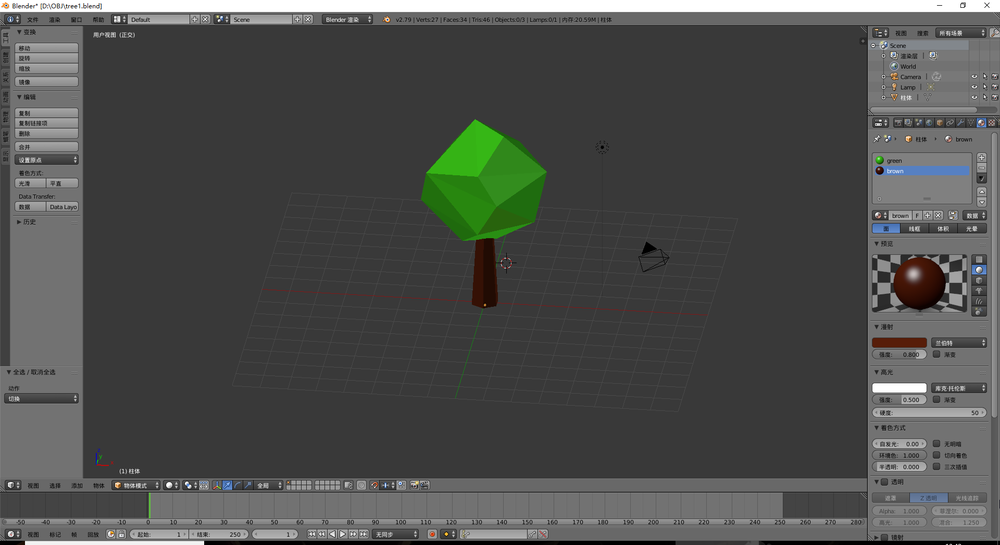 Blender* [D:\OBJ\tree1.blend]
文件 渲染 窗口 帮助 Default Scene Blender 渲染 v2.79 | Verts:27 | Faces:34 | Tris:46 | Objects:0/3 | Lamps:0/1 | 内存:20.59M | 柱体
工具
创建
关系
动画
物理
蜡笔
显示
变换
移动
旋转
缩放
镜像
编辑
复制
复制链接项
删除
合并
设置原点
着色方式:
光滑 平直
Data Transfer:
数据 Data Layo
历史
全选 / 取消全选
动作
切换
用户视图 (正交)
z
y
x
(1) 柱体
视图 选择 添加 物体 物体模式 全局
-50 -40 -30 -20 -10 0 10 20 30 40 50 60 70 80 90 100 110 120 130 140 150 160 170 180 190 200 210 220 230 240 250 260 270 280
视图 标记 帧 回放 起始: 1 结束: 250 1 无同步
视图 搜索 所有场景
Scene
渲染层
World
Camera
Lamp
柱体
柱体 brown
green
brown
brown F 数据
面 线框 体积 光晕
预览
漫射
兰伯特
强度: 0.800 渐变
高光
库克-托伦斯
强度: 0.500 渐变
硬度: 50
着色方式
自发光: 0.00 无明暗
环境色: 1.000 切向着色
半透明: 0.000 三次插值
透明
遮罩 Z 透明 光线追踪
Alpha: 1.000 菲涅尔: 0.000
高光: 1.000 混合: 1.250
镜射